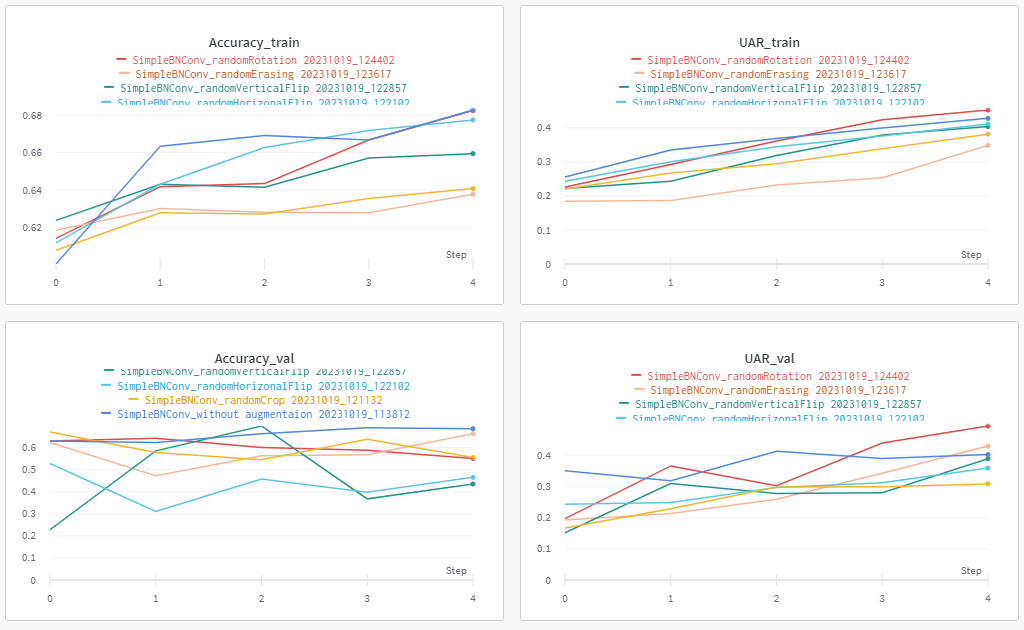 Accuracy_train
SimpleBNConv_randomRotation 20231019_124402
SimpleBNConv_randomErasing 20231019_123617
SimpleBNConv_randomVerticalFlip 20231019_122857
SimpleBNConv_randomHorizonalFlip 20231019_122102
0.68
0.66
0.64
0.62
Step
0 1 2 3 4
UAR_train
SimpleBNConv_randomRotation 20231019_124402
SimpleBNConv_randomErasing 20231019_123617
SimpleBNConv_randomVerticalFlip 20231019_122857
SimpleBNConv_randomHorizonalFlip 20231019_122102
0.4
0.3
0.2
0.1
0
Step
0 1 2 3 4
Accuracy_val
SimpleBNConv_randomVerticalFlip 20231019_122857
SimpleBNConv_randomHorizonalFlip 20231019_122102
SimpleBNConv_randomCrop 20231019_121132
SimpleBNConv_without augmentaion 20231019_113812
0.6
0.5
0.4
0.3
0.2
0.1
0
Step
0 1 2 3 4
UAR_val
SimpleBNConv_randomRotation 20231019_124402
SimpleBNConv_randomErasing 20231019_123617
SimpleBNConv_randomVerticalFlip 20231019_122857
SimpleBNConv_randomHorizonalFlip 20231019_122102
0.4
0.3
0.2
0.1
0
Step
0 1 2 3 4